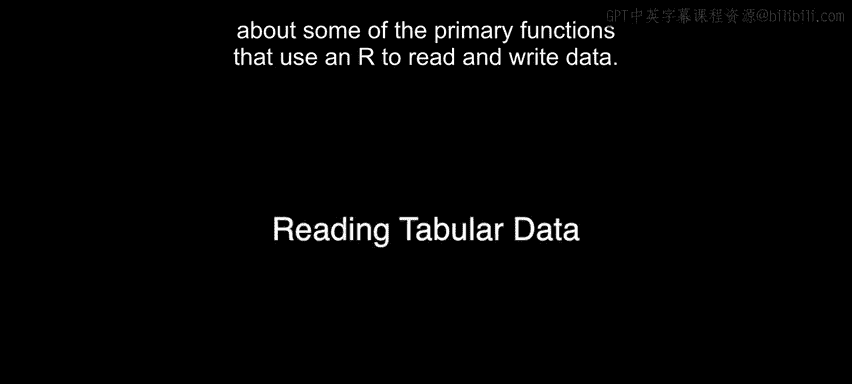 GPT中英字幕课程资源@bilibili.com
about some of the primary functions
that use an R to read and write data.
Reading Tabular Data